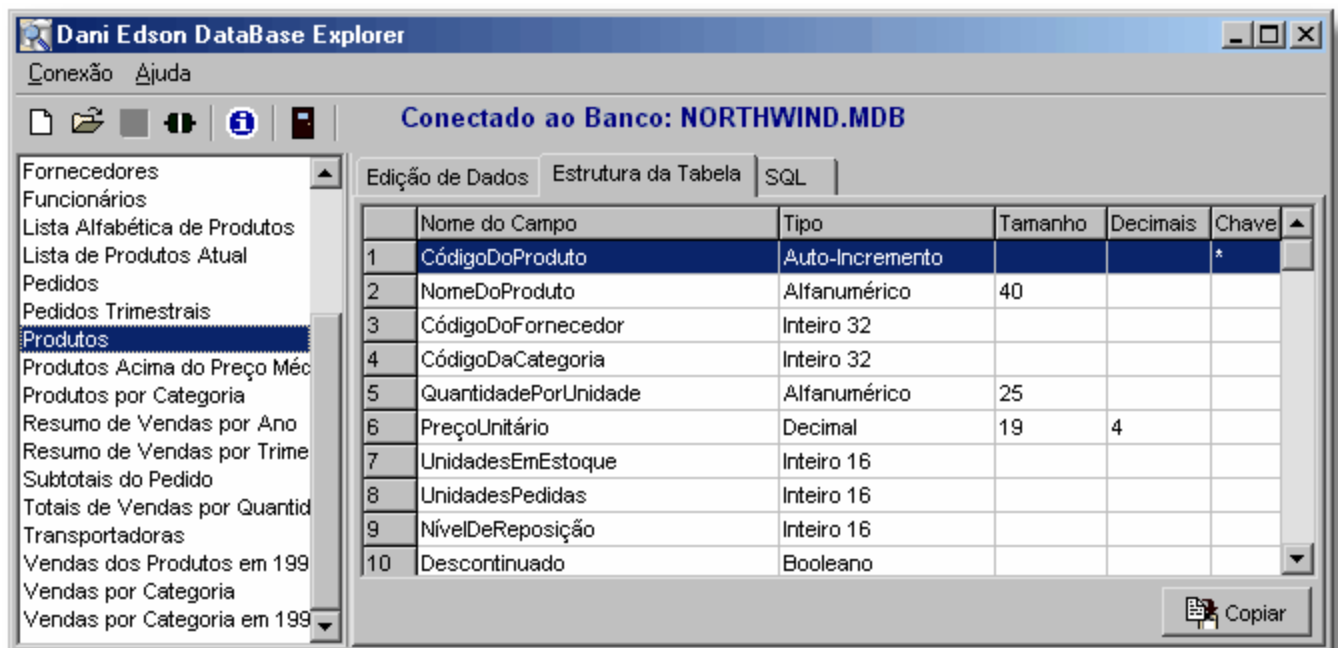 Dani Edson DataBase Explorer
Conexão Ajuda
Conectado ao Banco: NORTHWIND.MDB
Fornecedores
Funcionários
Lista Alfabética de Produtos
Lista de Produtos Atual
Pedidos
Pedidos Trimestrais
Produtos
Produtos Acima do Preço Méc
Produtos por Categoria
Resumo de Vendas por Ano
Resumo de Vendas por Trime
Subtotais do Pedido
Totais de Vendas por Quantid
Transportadoras
Vendas dos Produtos em 199
Vendas por Categoria
Vendas por Categoria em 199
Edição de Dados Estrutura da Tabela SQL
Nome do Campo Tipo Tamanho Decimais Chave
1 CódigoDoProduto Auto-Incremento *
2 NomeDoProduto Alfanumérico 40
3 CódigoDoFornecedor Inteiro 32
4 CódigoDaCategoria Inteiro 32
5 QuantidadePorUnidade Alfanumérico 25
6 PreçoUnitário Decimal 19 4
7 UnidadesEmEstoque Inteiro 16
8 UnidadesPedidas Inteiro 16
9 NívelDeReposição Inteiro 16
10 Descontinuado Booleano
Copiar